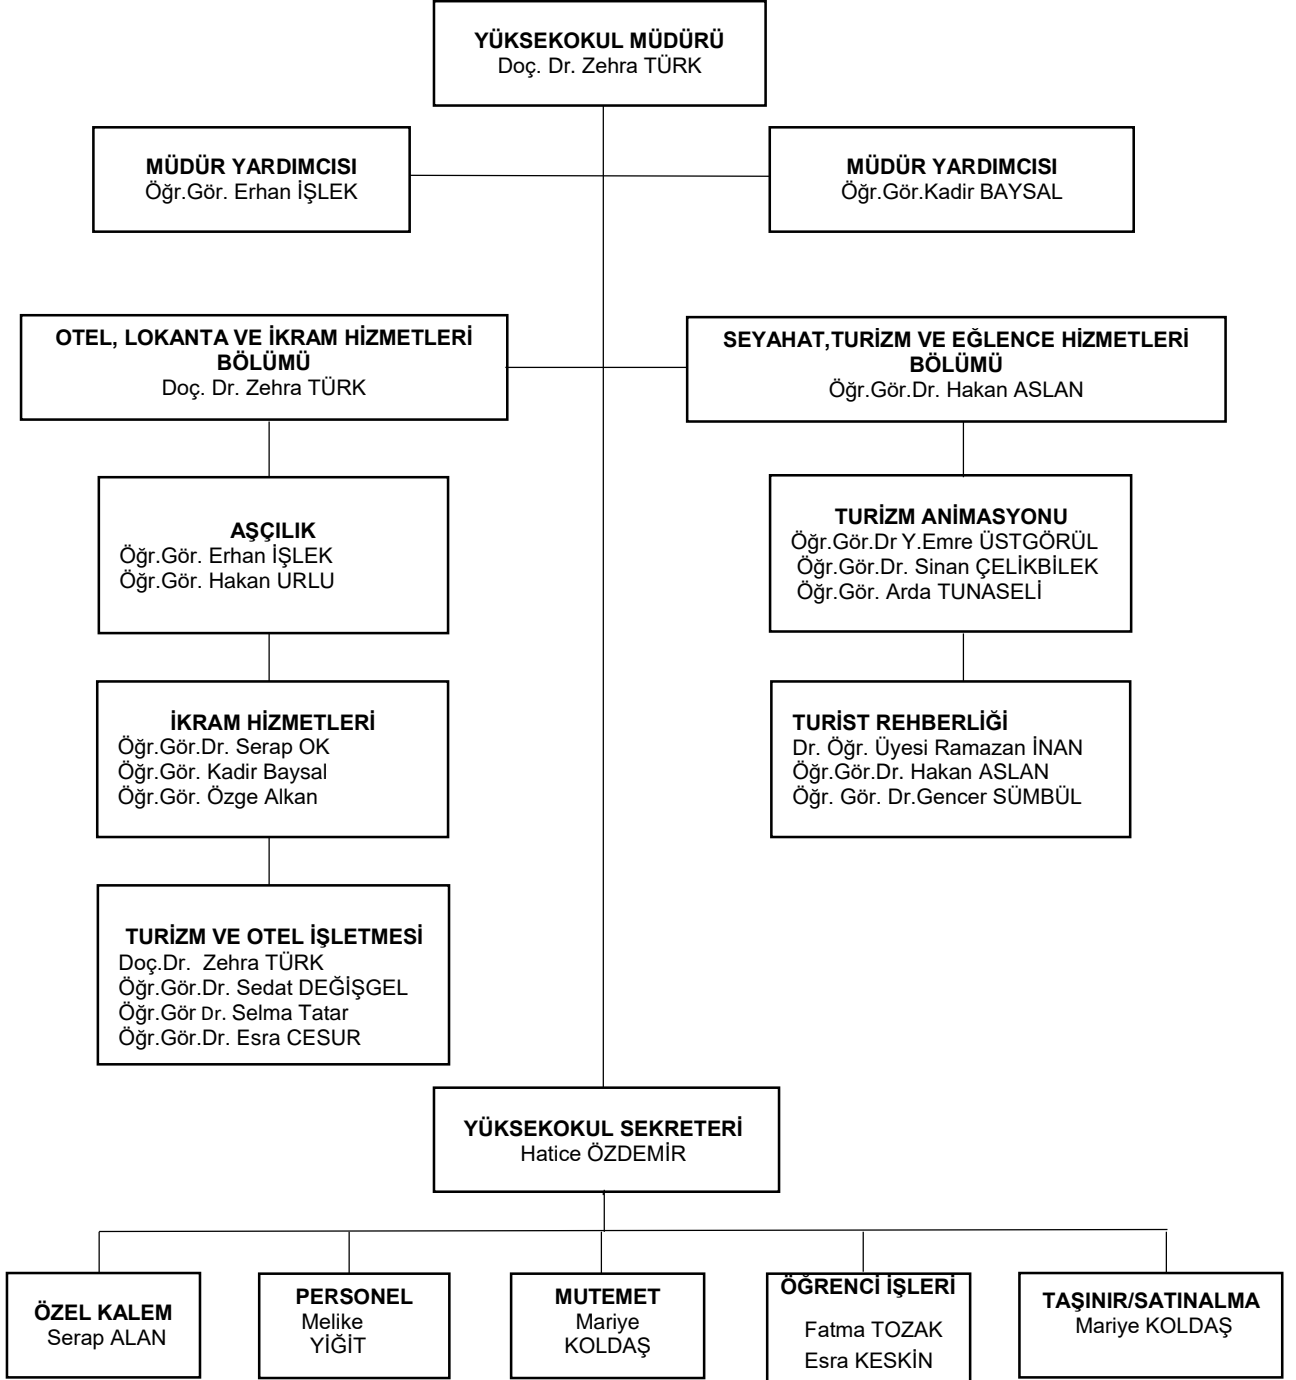 YÜKSEKOKUL MÜDÜRÜ
Doç. Dr. Zehra TÜRK
MÜDÜR YARDIMCISI
Öğr.Gör. Erhan İŞLEK
MÜDÜR YARDIMCISI
Öğr.Gör.Kadir BAYSAL
OTEL, LOKANTA VE İKRAM HİZMETLERİ
BÖLÜMÜ
Doç. Dr. Zehra TÜRK
SEYAHAT,TURİZM VE EĞLENCE HİZMETLERİ
BÖLÜMÜ
Öğr.Gör.Dr. Hakan ASLAN
AŞÇILIK
Öğr.Gör. Erhan İŞLEK
Öğr.Gör. Hakan URLU
TURİZM ANİMASYONU
Öğr.Gör.Dr Y.Emre ÜSTGÖRÜL
Öğr.Gör.Dr. Sinan ÇELİKBİLEK
Öğr.Gör. Arda TUNASELİ
İKRAM HİZMETLERİ
Öğr.Gör.Dr. Serap OK
Öğr.Gör. Kadir Baysal
Öğr.Gör. Özge Alkan
TURİST REHBERLİĞİ
Dr. Öğr. Üyesi Ramazan İNAN
Öğr.Gör.Dr. Hakan ASLAN
Öğr. Gör. Dr.Gencer SÜMBÜL
TURİZM VE OTEL İŞLETMESİ
Doç.Dr. Zehra TÜRK
Öğr.Gör.Dr. Sedat DEĞİŞGEL
Öğr.Gör Dr. Selma Tatar
Öğr.Gör.Dr. Esra CESUR
YÜKSEKOKUL SEKRETERİ
Hatice ÖZDEMİR
ÖZEL KALEM
Serap ALAN
PERSONEL
Melike
YİĞİT
MUTEMET
Mariye
KOLDAŞ
ÖĞRENCİ İŞLERİ
Fatma TOZAK
Esra KESKİN
TAŞINIR/SATINALMA
Mariye KOLDAŞ